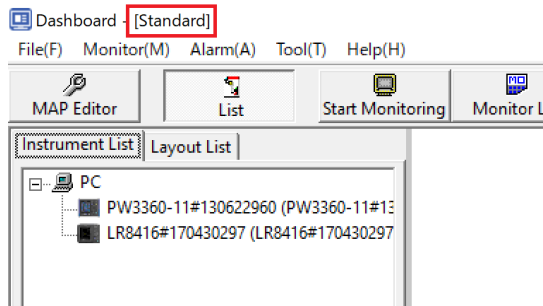 Dashboard - [Standard]
File(F) Monitor(M) Alarm(A) Tool(T) Help(H)
MAP Editor List Start Monitoring Monitor L
Instrument List Layout List
PC
PW3360-11#130622960 (PW3360-11#13
LR8416#170430297 (LR8416#170430297